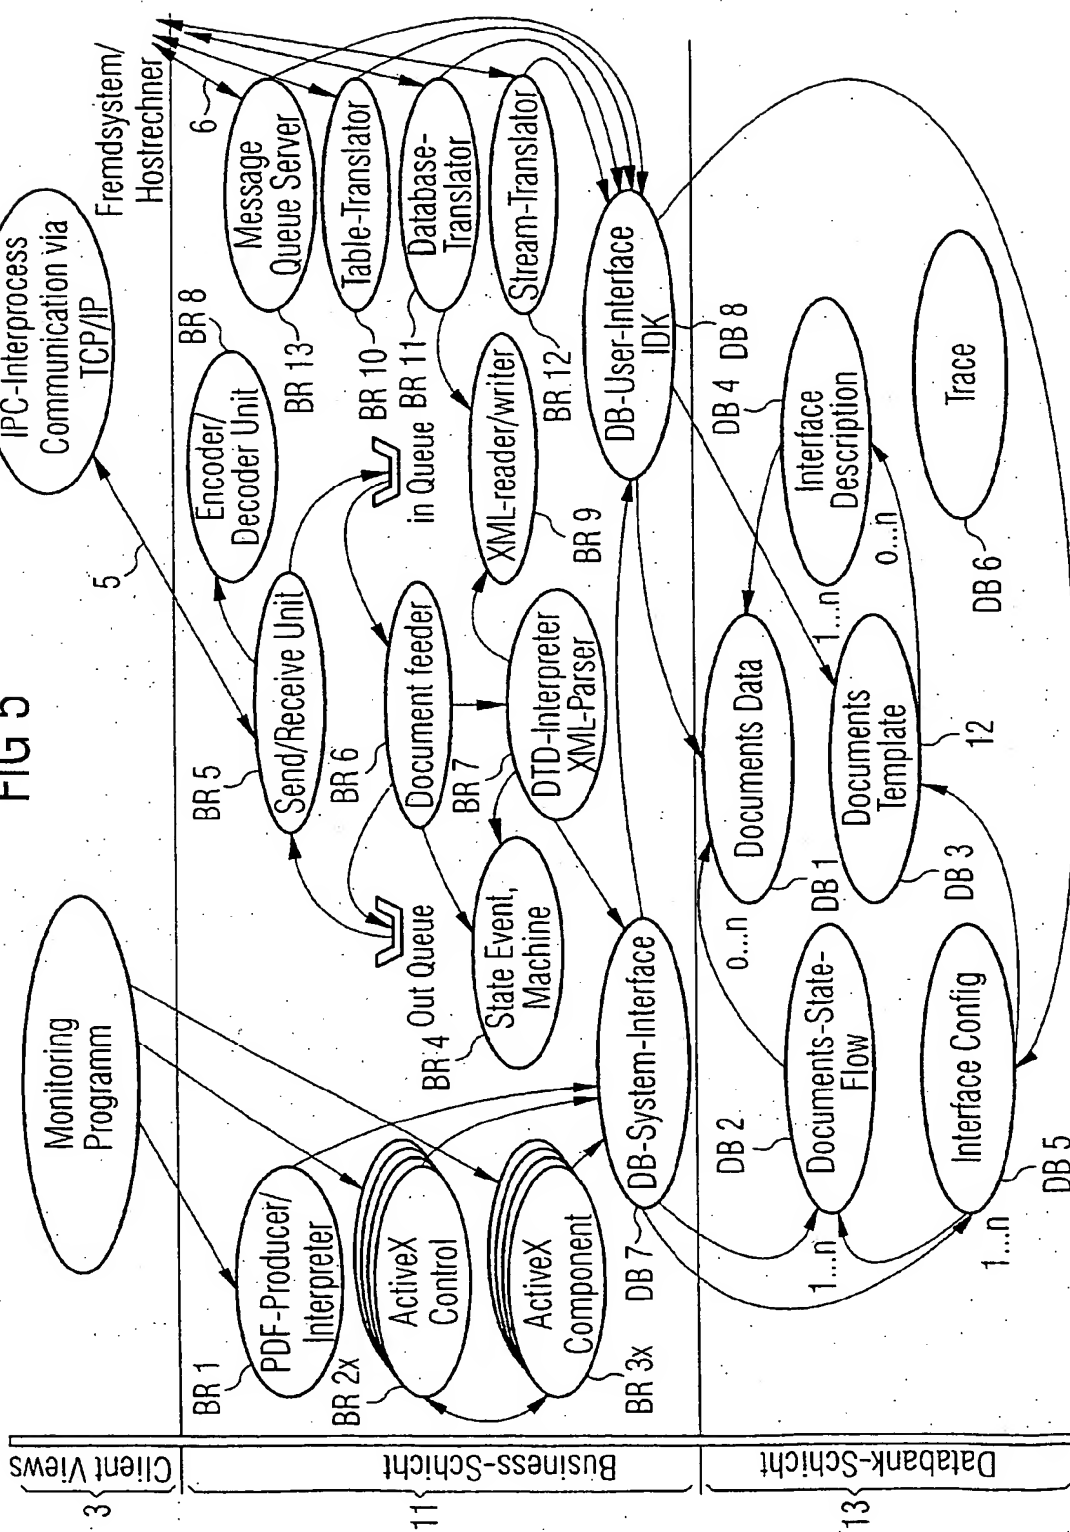 FIG 5
3
Client Views
Monitoring
Programm
IPC-Interprocess
Communication via
TCP/IP
5
Fremdsystem/
Hostrechner
6
11
Business-Schicht
BR 1
PDF-Producer/
Interpreter
BR 2x
ActiveX
Control
ActiveX
Component
BR 3x
BR 5
Send/Receive Unit
Encoder/
Decoder Unit
BR 8
BR 6
Document feeder
Out Queue
in Queue
BR 4
State Event,
Machine
BR 7
DTD-Interpreter
XML-Parser
XML-reader/writer
BR 9
Message
Queue Server
BR 13
Table-Translator
BR 10
Database-
Translator
BR 11
Stream-Translator
BR 12
DB-System-Interface
DB 7
DB-User-Interface
IDK
DB 8
13
Databank-Schicht
DB 2
Documents-State-
Flow
1...n
o...n
Documents Data
DB 1
Documents
Template
DB 3
12
1...n
o...n
DB 4
Interface
Description
Interface Config
DB 5
1...n
Trace
DB 6